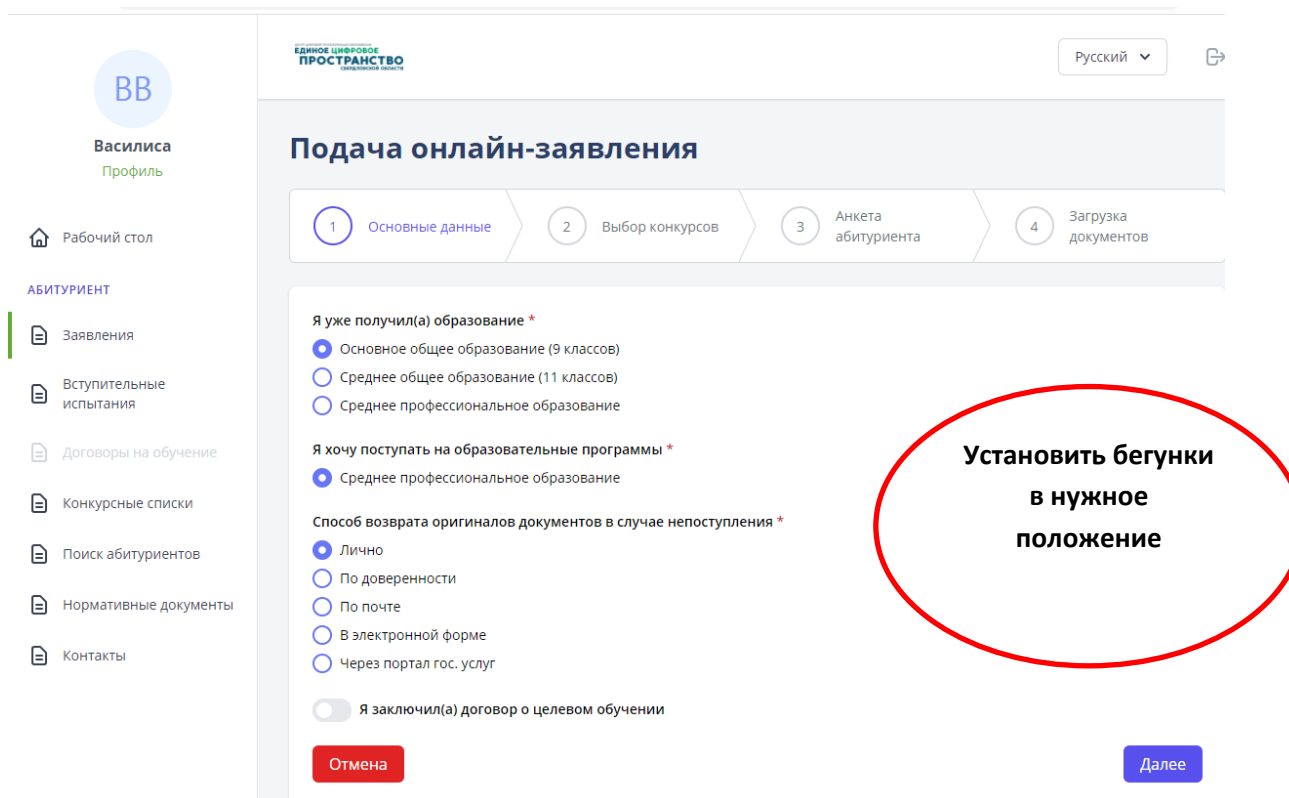 ЕДИНОЕ ЦИФРОВОЕ
ПРОСТРАНСТВО
СВЕРДЛОВСКОЙ ОБЛАСТИ
Русский
ВВ
Василиса
Профиль
Рабочий стол
АБИТУРИЕНТ
Заявления
Вступительные
испытания
Договоры на обучение
Конкурсные списки
Поиск абитуриентов
Нормативные документы
Контакты
Подача онлайн-заявления
1 Основные данные
2 Выбор конкурсов
3 Анкета
абитуриента
4 Загрузка
документов
Я уже получил(а) образование *
Основное общее образование (9 классов)
Среднее общее образование (11 классов)
Среднее профессиональное образование
Я хочу поступать на образовательные программы *
Среднее профессиональное образование
Способ возврата оригиналов документов в случае непоступления *
Лично
По доверенности
По почте
В электронной форме
Через портал гос. услуг
Я заключил(а) договор о целевом обучении
Отмена
Далее
Установить бегунки
в нужное
положение